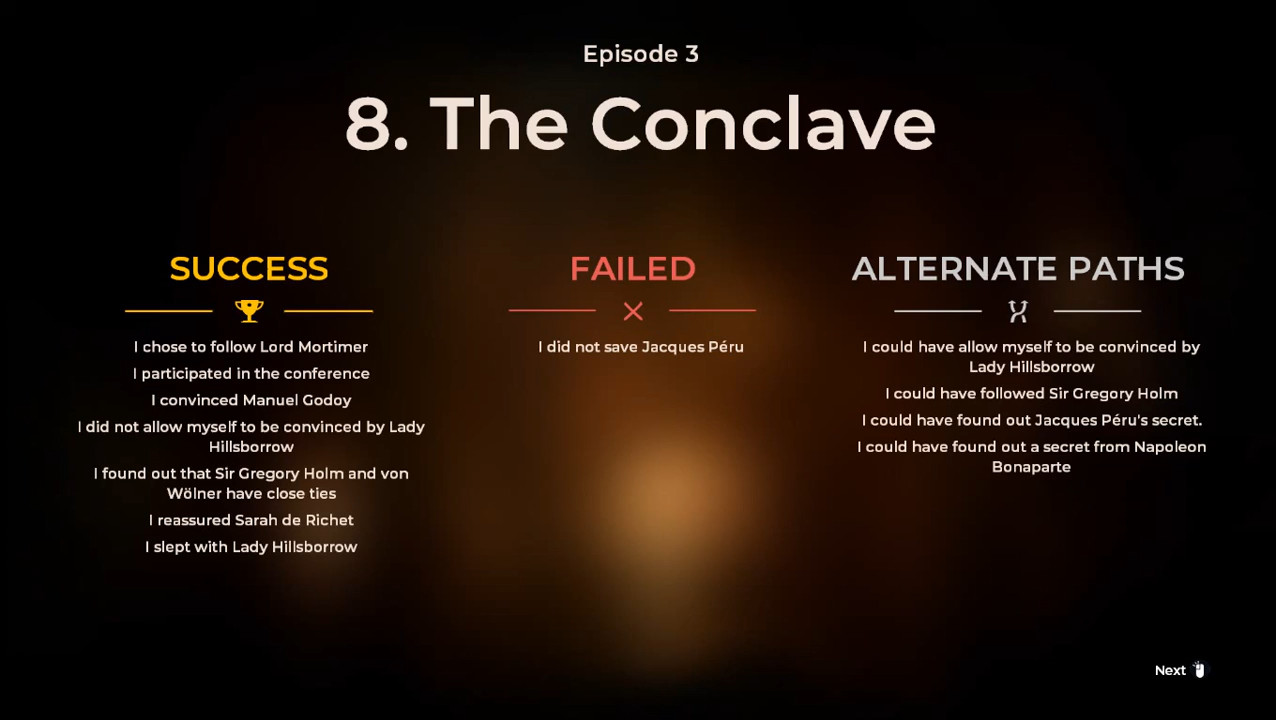 Episode 3
8. The Conclave
SUCCESS
I chose to follow Lord Mortimer
I participated in the conference
I convinced Manuel Godoy
I did not allow myself to be convinced by Lady
Hillsborrow
I found out that Sir Gregory Holm and von
Wölner have close ties
I reassured Sarah de Richet
I slept with Lady Hillsborrow
FAILED
I did not save Jacques Péru
ALTERNATE PATHS
I could have allow myself to be convinced by
Lady Hillsborrow
I could have followed Sir Gregory Holm
I could have found out Jacques Péru's secret.
I could have found out a secret from Napoleon
Bonaparte
Next